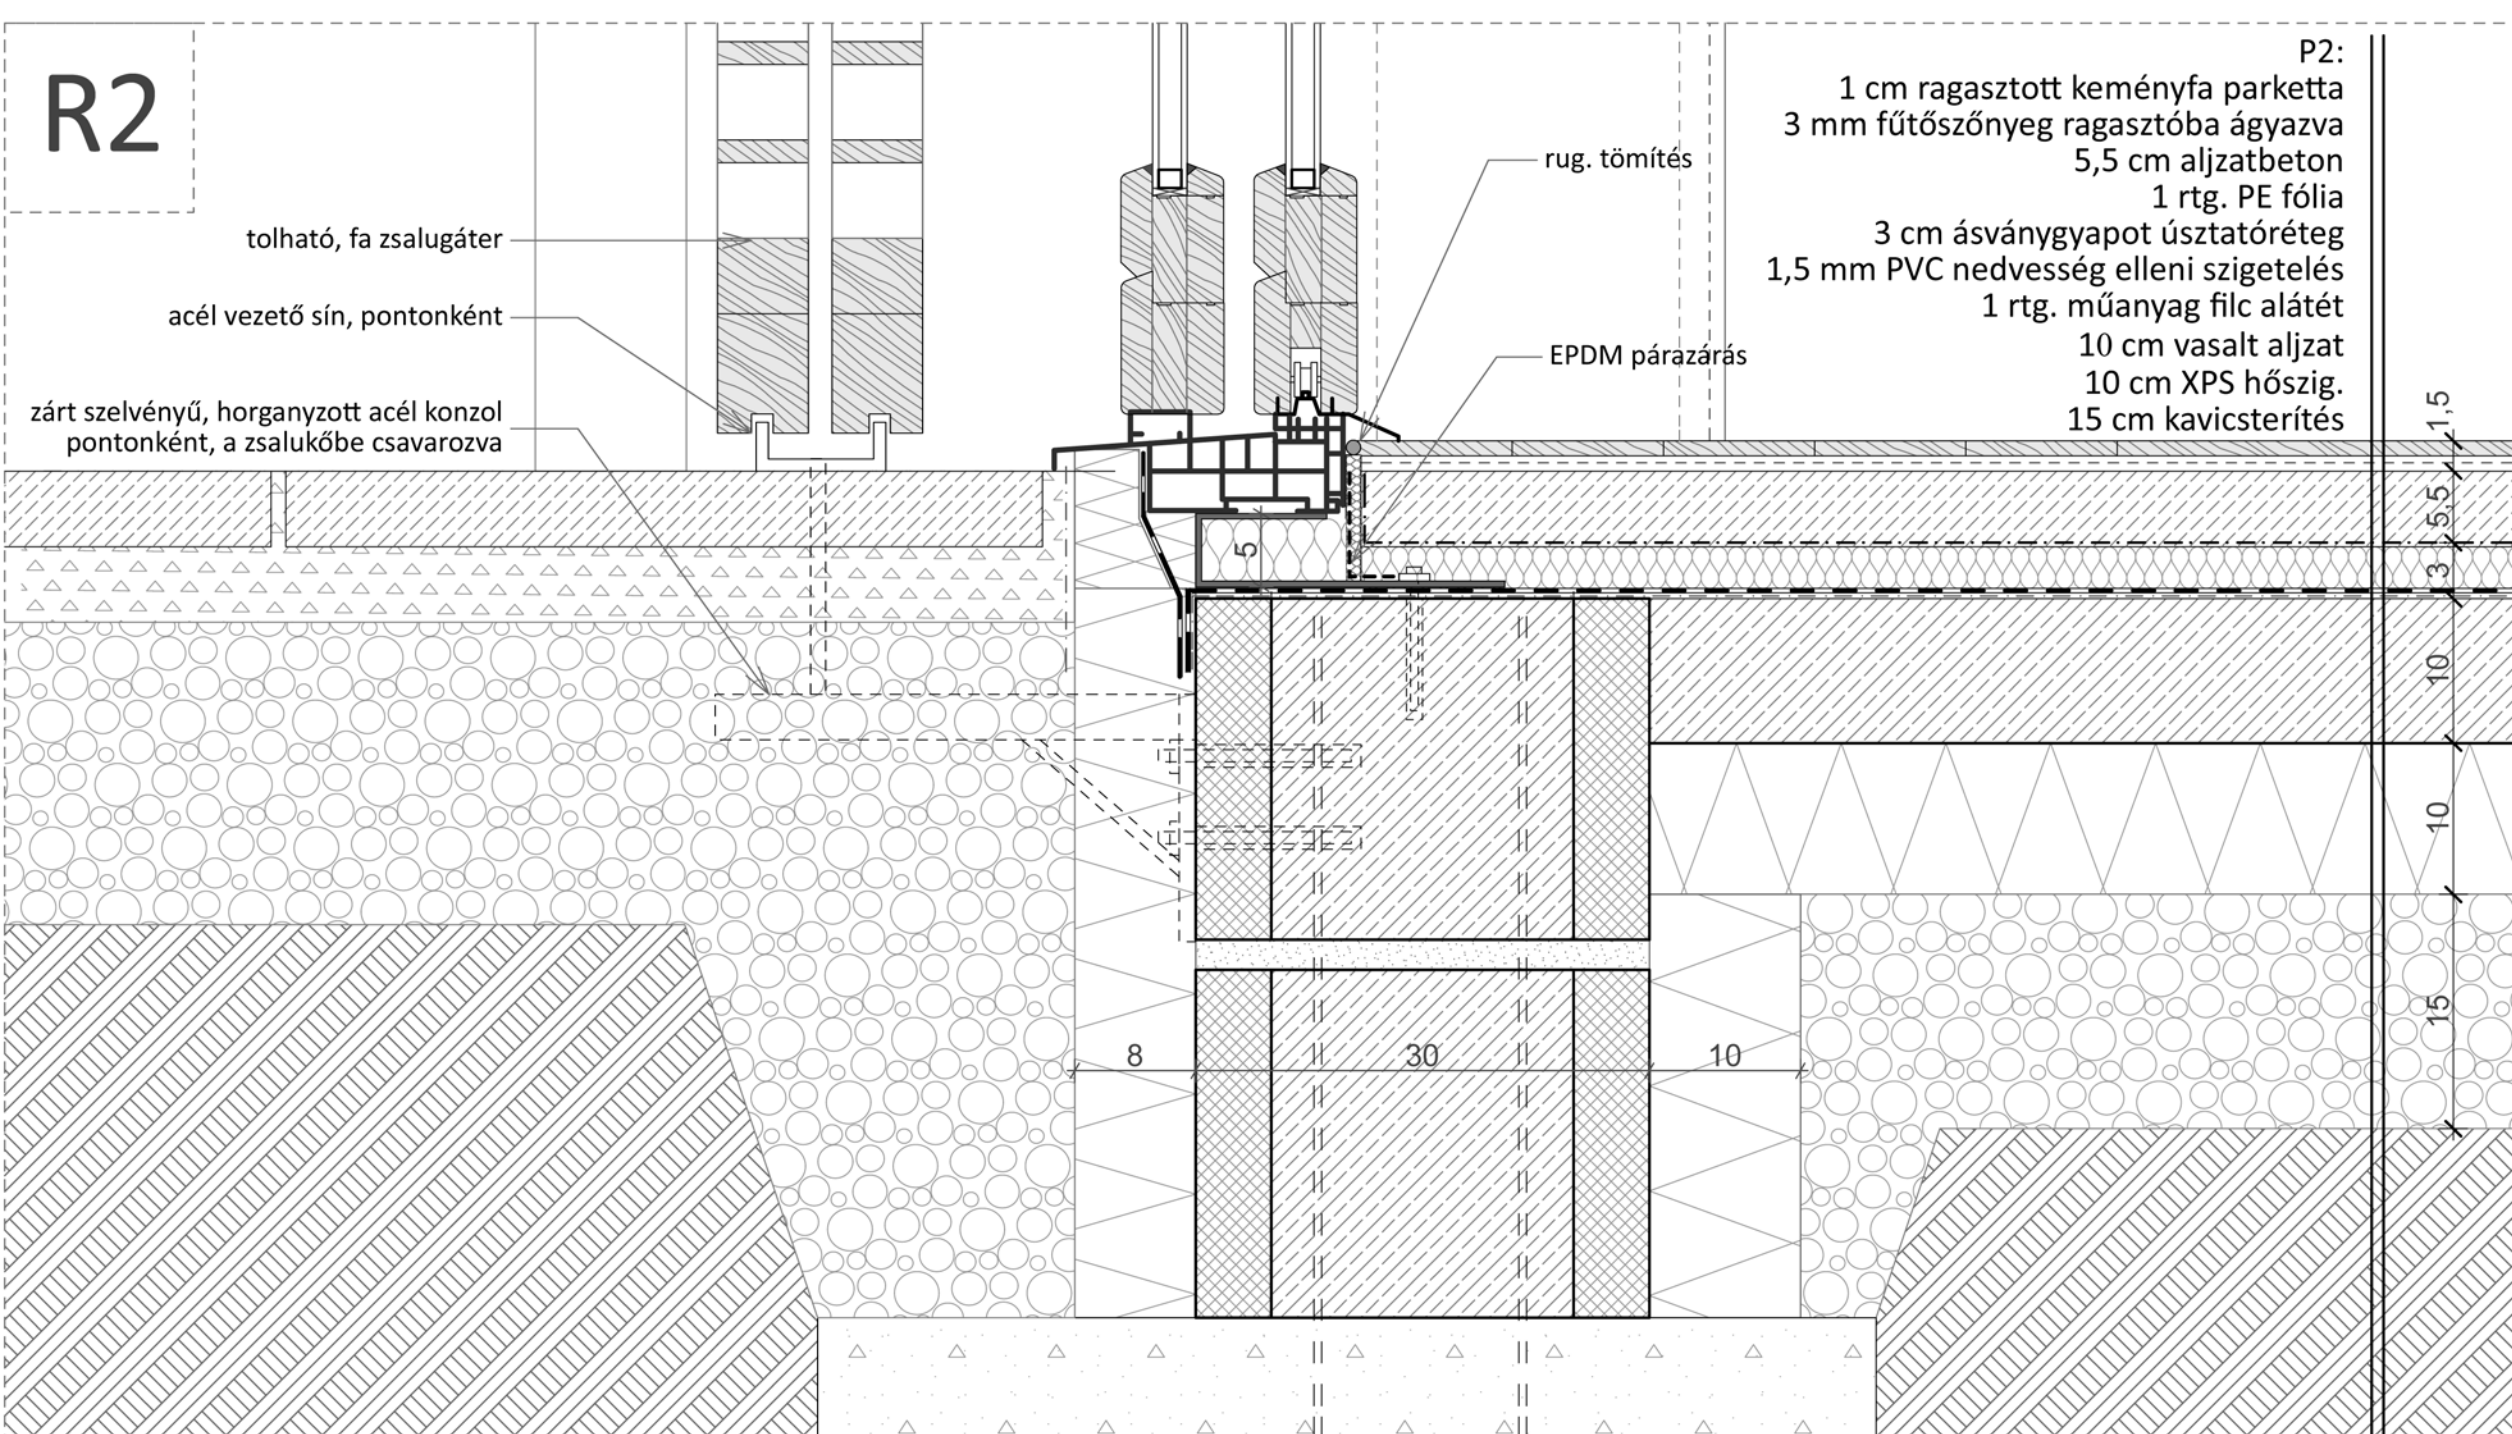 R2
P2:
1 cm ragasztott keményfa parketta
3 mm fűtőszőnyeg ragasztóba ágyazva
5,5 cm aljzatbeton
1 rtg. PE fólia
3 cm ásványgyapot úsztatóréteg
1,5 mm PVC nedvesség elleni szigetelés
1 rtg. műanyag filc alátét
10 cm vasalt aljzat
10 cm XPS hőszig.
15 cm kavicsterítés
rug. tömítés
EPDM párazárás
tolható, fa zsalugáter
acél vezető sín, pontonként
zárt szelvényű, horganyzott acél konzol
pontonként, a zsalukőbe csavarozva
1,5
5,5
3
10
10
15
5
8
30
10